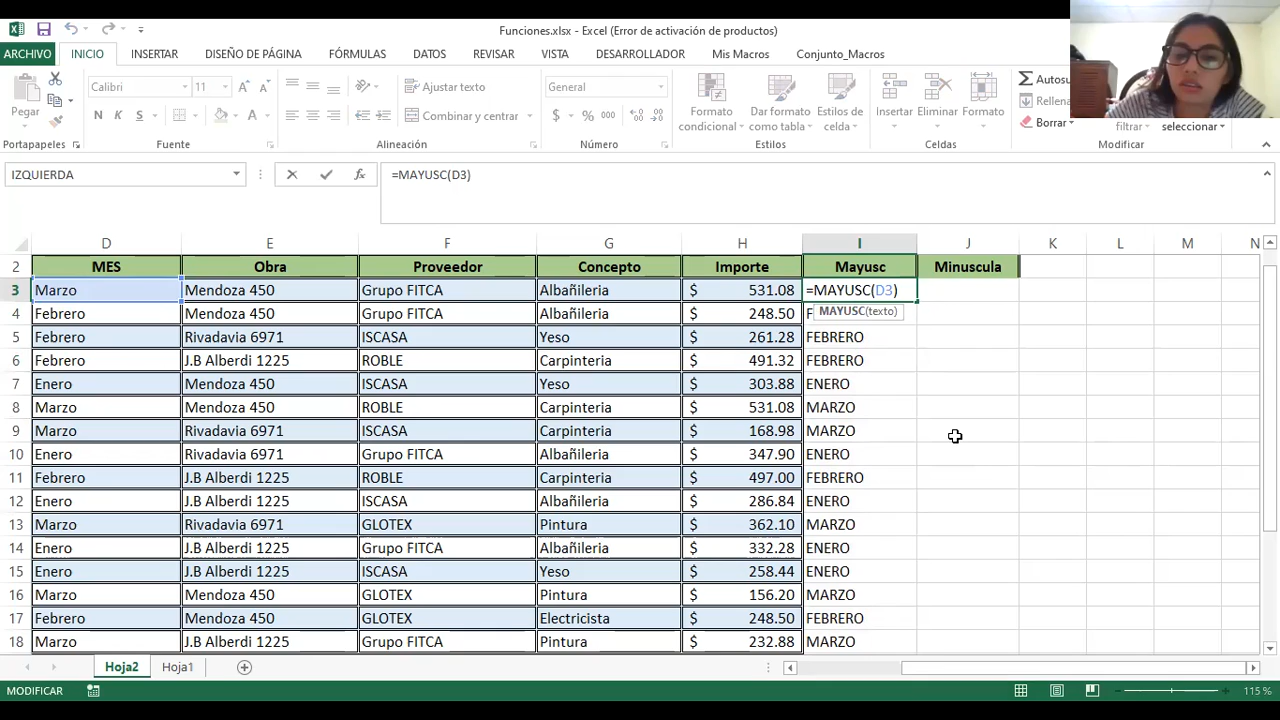 Funciones.xlsx - Excel (Error de activación de productos)
ARCHIVO INICIO INSERTAR DISEÑO DE PÁGINA FÓRMULAS DATOS REVISAR VISTA DESARROLLADOR Mis Macros Conjunto_Macros
Pegar
Calibri 11
N K S
Ajustar texto
Combinar y centrar
General
$ % 000
Formato condicional
Dar formato como tabla
Estilos de celda
Insertar Eliminar Formato
Σ Autosu
Rellena
Borrar
filtrar seleccionar
Portapapeles Fuente Alineación Número Estilos Celdas Modificar
IZQUIERDA fx =MAYUSC(D3)
D E F G H I J K L M N
2 MES Obra Proveedor Concepto Importe Mayusc Minuscula
3 Marzo Mendoza 450 Grupo FITCA Albañileria $ 531.08 =MAYUSC(D3)
4 Febrero Mendoza 450 Grupo FITCA Albañileria $ 248.50 F MAYUSC(texto)
5 Febrero Rivadavia 6971 ISCASA Yeso $ 261.28 FEBRERO
6 Febrero J.B Alberdi 1225 ROBLE Carpinteria $ 491.32 FEBRERO
7 Enero Mendoza 450 ISCASA Yeso $ 303.88 ENERO
8 Marzo Mendoza 450 ROBLE Carpinteria $ 531.08 MARZO
9 Marzo Rivadavia 6971 ISCASA Carpinteria $ 168.98 MARZO
10 Enero Rivadavia 6971 Grupo FITCA Albañileria $ 347.90 ENERO
11 Febrero J.B Alberdi 1225 ROBLE Carpinteria $ 497.00 FEBRERO
12 Enero J.B Alberdi 1225 ISCASA Albañileria $ 286.84 ENERO
13 Marzo Rivadavia 6971 GLOTEX Pintura $ 362.10 MARZO
14 Enero J.B Alberdi 1225 Grupo FITCA Albañileria $ 332.28 ENERO
15 Enero J.B Alberdi 1225 ISCASA Yeso $ 258.44 ENERO
16 Marzo Mendoza 450 GLOTEX Pintura $ 156.20 MARZO
17 Febrero Mendoza 450 GLOTEX Electricista $ 248.50 FEBRERO
18 Marzo J.B Alberdi 1225 Grupo FITCA Pintura $ 232.88 MARZO
Hoja2 Hoja1
MODIFICAR 115 %